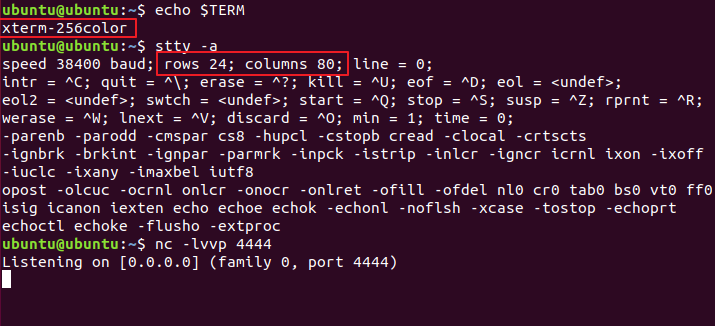 ubuntu@ubuntu:~$ echo $TERM
xterm-256color
ubuntu@ubuntu:~$ stty -a
speed 38400 baud; rows 24; columns 80; line = 0;
intr = ^C; quit = ^\; erase = ^?; kill = ^U; eof = ^D; eol = <undef>;
eol2 = <undef>; swtch = <undef>; start = ^Q; stop = ^S; susp = ^Z; rprnt = ^R;
werase = ^W; lnext = ^V; discard = ^O; min = 1; time = 0;
-parenb -parodd -cmspar cs8 -hupcl -cstopb cread -clocal -crtscts
-ignbrk -brkint -ignpar -parmrk -inpck -istrip -inlcr -igncr icrnl ixon -ixoff
-iuclc -ixany -imaxbel iutf8
opost -olcuc -ocrnl onlcr -onocr -onlret -ofill -ofdel nl0 cr0 tab0 bs0 vt0 ff0
isig icanon iexten echo echoe echok -echonl -noflsh -xcase -tostop -echoprt
echoctl echoke -flusho -extproc
ubuntu@ubuntu:~$ nc -lvvp 4444
Listening on [0.0.0.0] (family 0, port 4444)